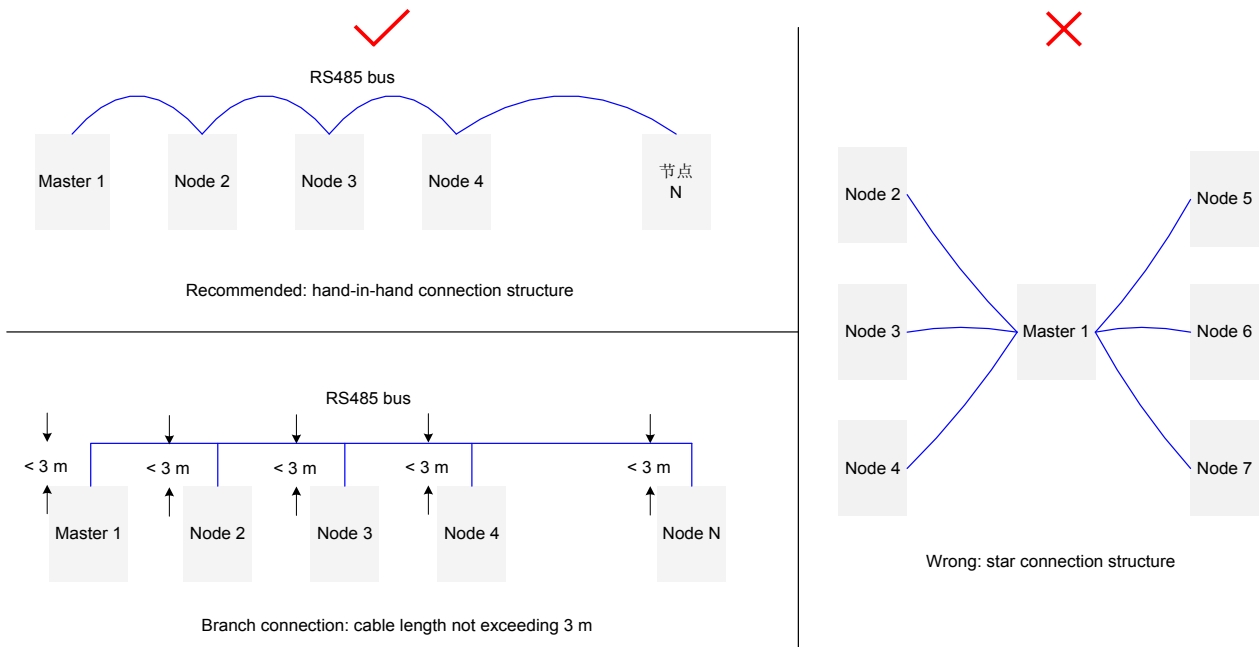 RS485 bus
Master 1
Node 2
Node 3
Node 4
节点
N
Recommended: hand-in-hand connection structure
RS485 bus
< 3 m
< 3 m
< 3 m
< 3 m
< 3 m
Master 1
Node 2
Node 3
Node 4
Node N
Branch connection: cable length not exceeding 3 m
Node 2
Node 5
Node 3
Master 1
Node 6
Node 4
Node 7
Wrong: star connection structure